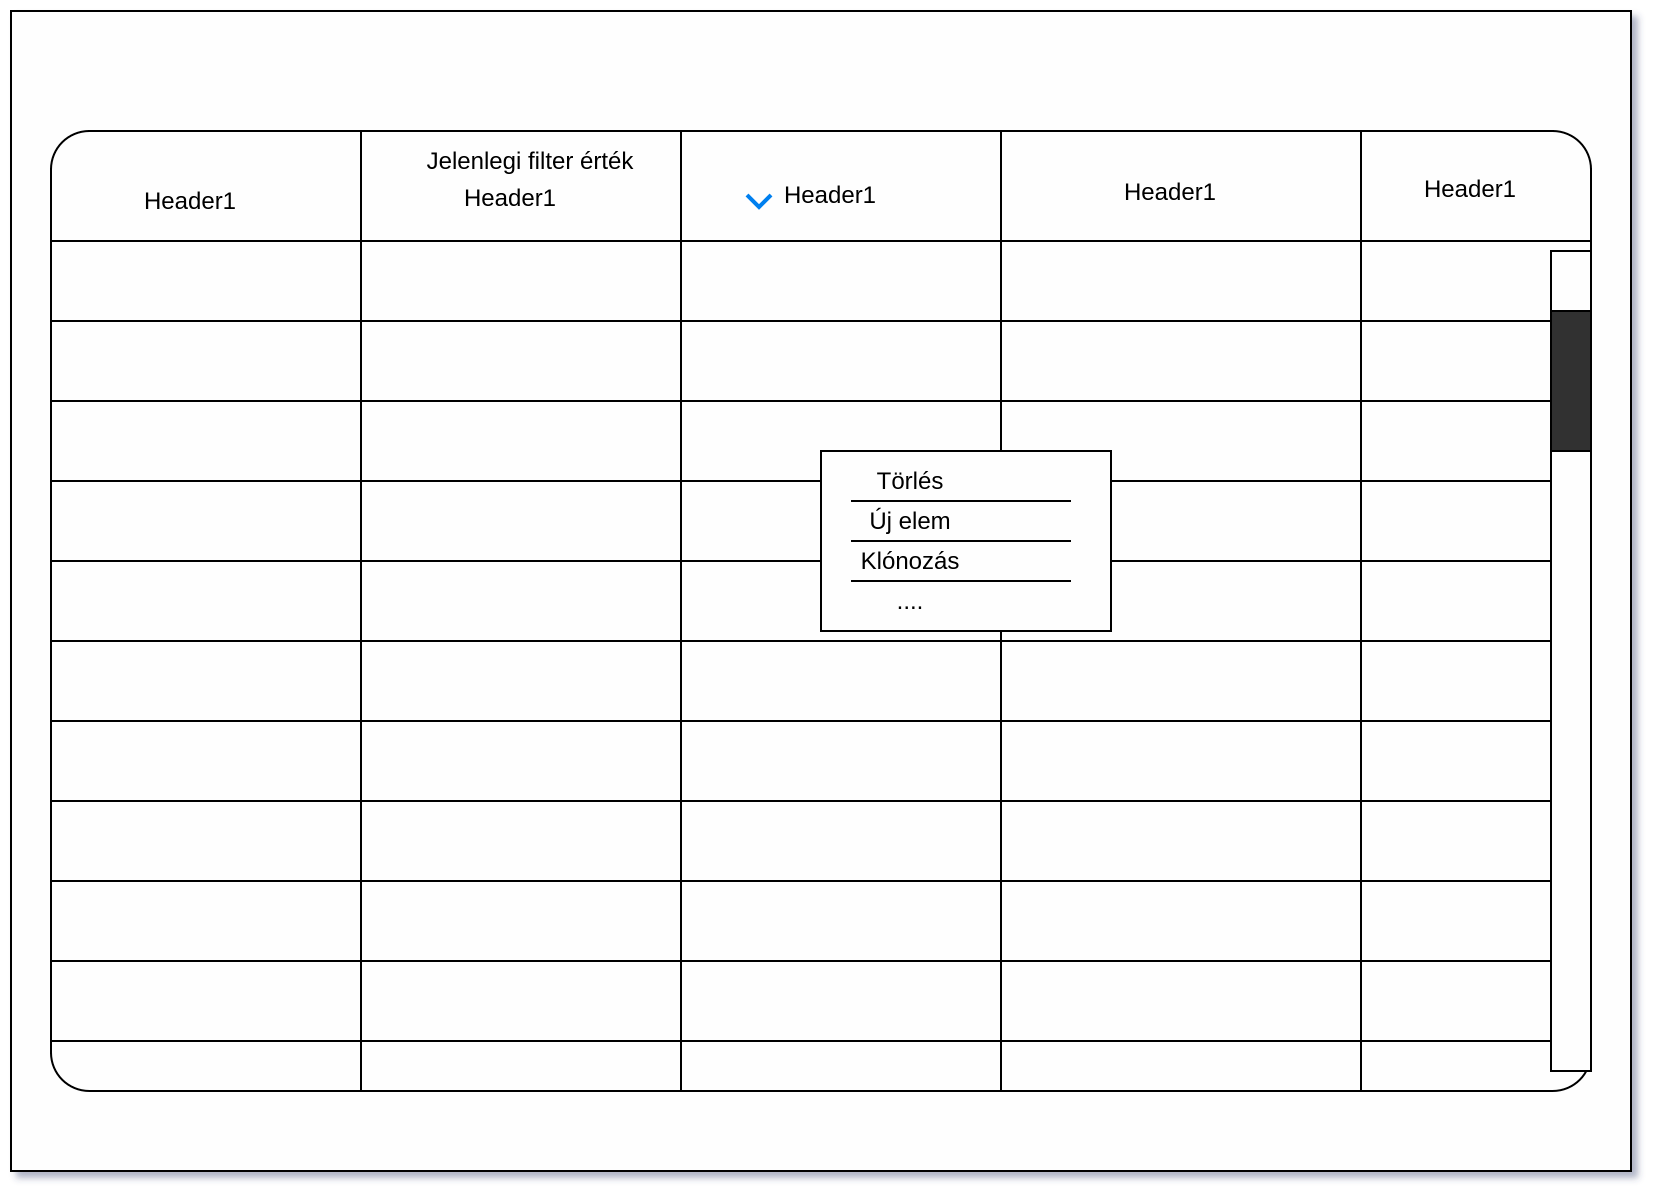 Jelenlegi filter érték
Header1
Header1
Header1
Header1
Header1
Törlés
Új elem
Klónozás
....